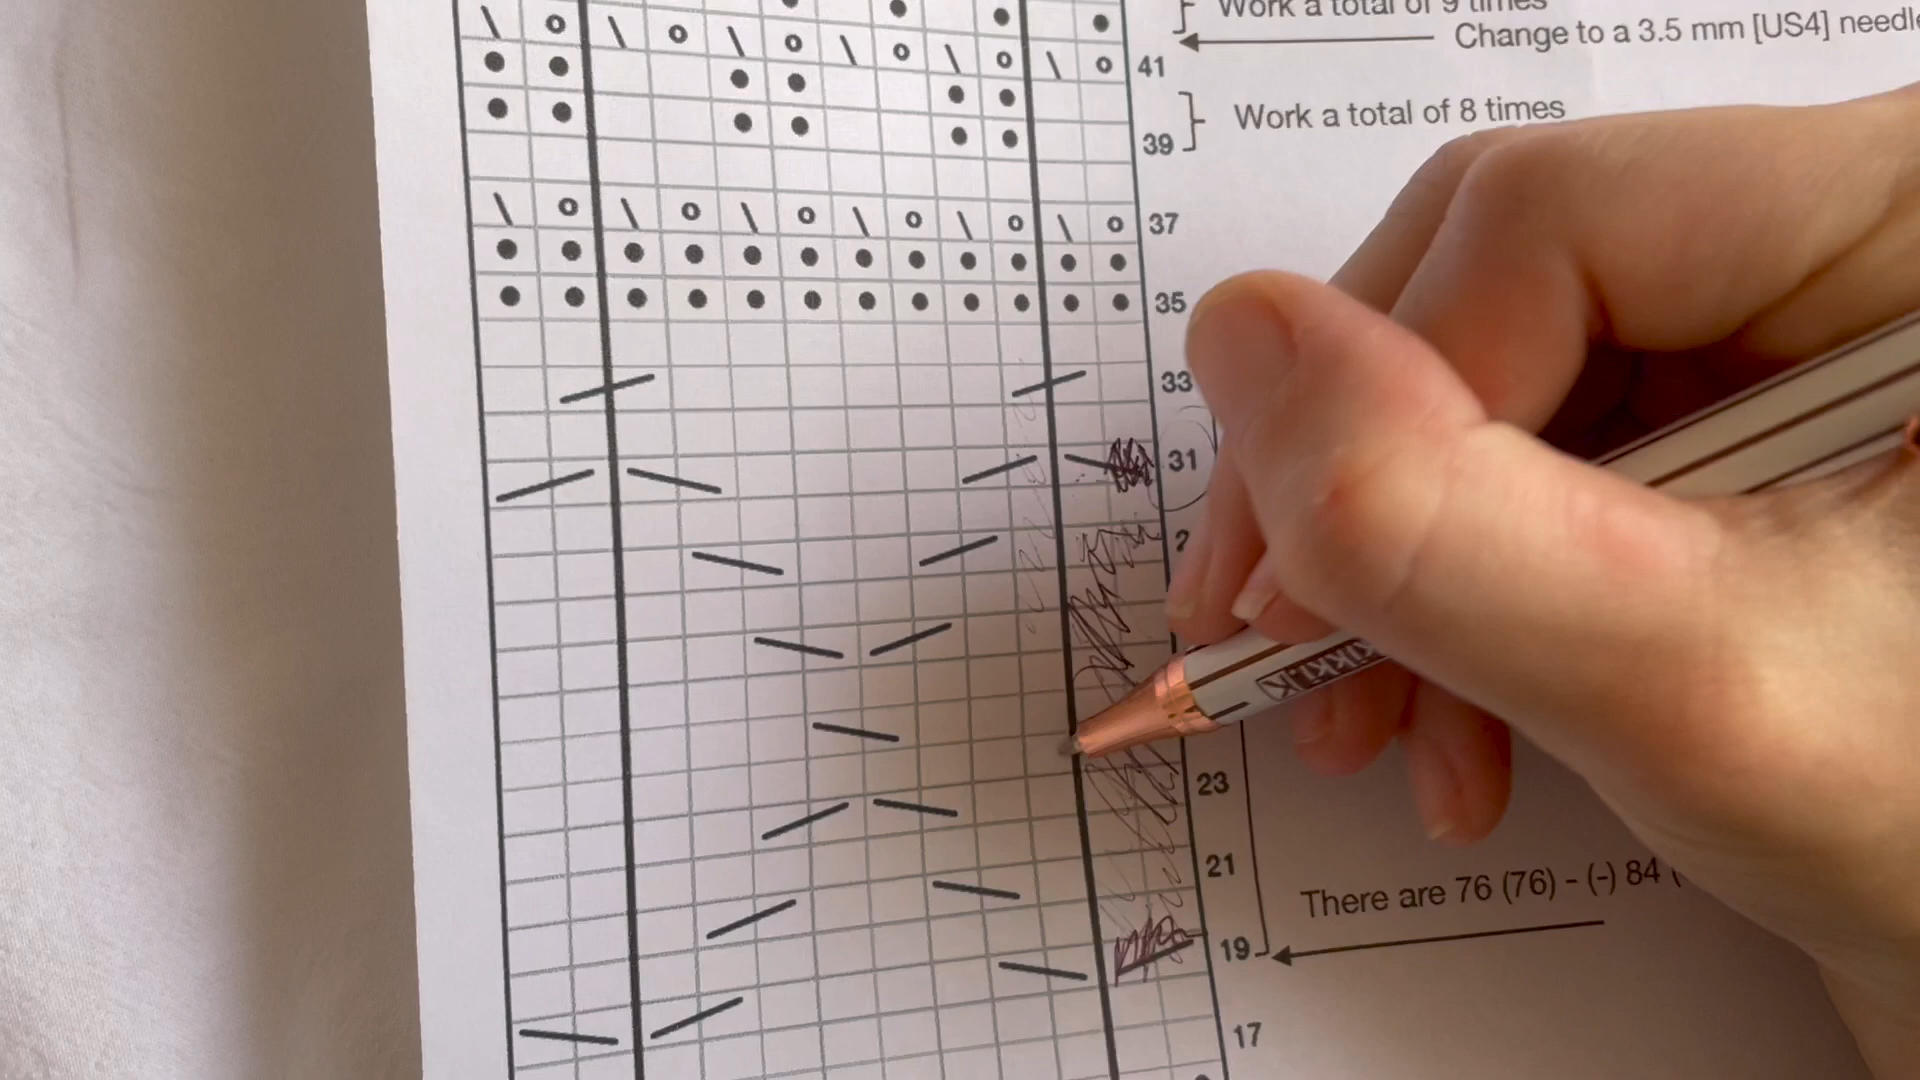 Work a total of 9 times
Change to a 3.5 mm [US4] needle
41
Work a total of 8 times
39
37
35
33
31
2
23
21
There are 76 (76) - (-) 84 (
19
17